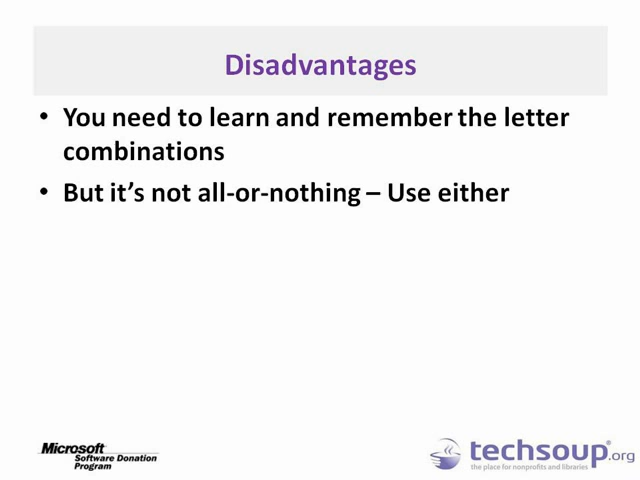 Disadvantages
• You need to learn and remember the letter
combinations
• But it's not all-or-nothing – Use either
Microsoft
Software Donation
Program
techsoup.org
the place for nonprofits and libraries